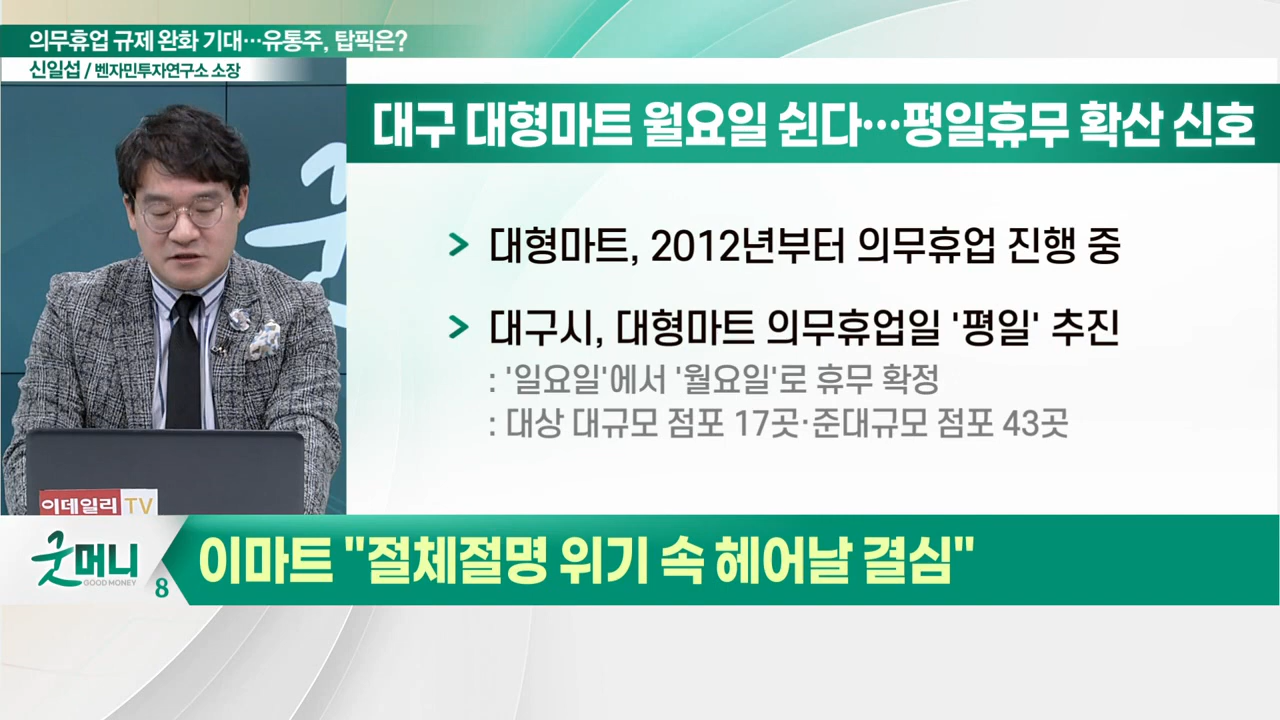 의무휴업 규제 완화 기대…유통주, 탑픽은?
신일섭 / 벤자민투자연구소 소장
대구 대형마트 월요일 쉰다…평일휴무 확산 신호
> 대형마트, 2012년부터 의무휴업 진행 중
> 대구시, 대형마트 의무휴업일 '평일' 추진
: '일요일'에서 '월요일'로 휴무 확정
: 대상 대규모 점포 17곳·준대규모 점포 43곳
이데일리 TV
굿머니
GOOD MONEY
8
이마트 "절체절명 위기 속 헤어날 결심"